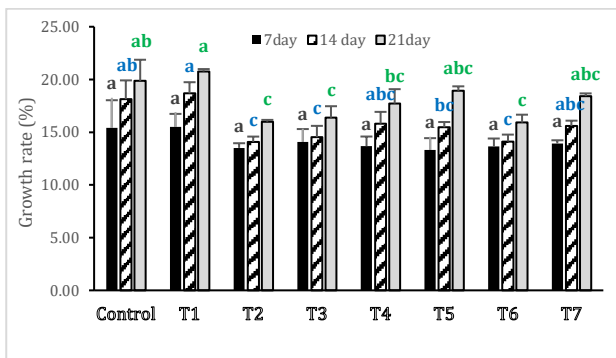 25.00
20.00
15.00
10.00
5.00
0.00
Growth rate (%)
7day 14 day 21day
a ab ab
a a a
a c c
a c c
a abc bc
a bc abc
a c c
a abc abc
Control T1 T2 T3 T4 T5 T6 T7